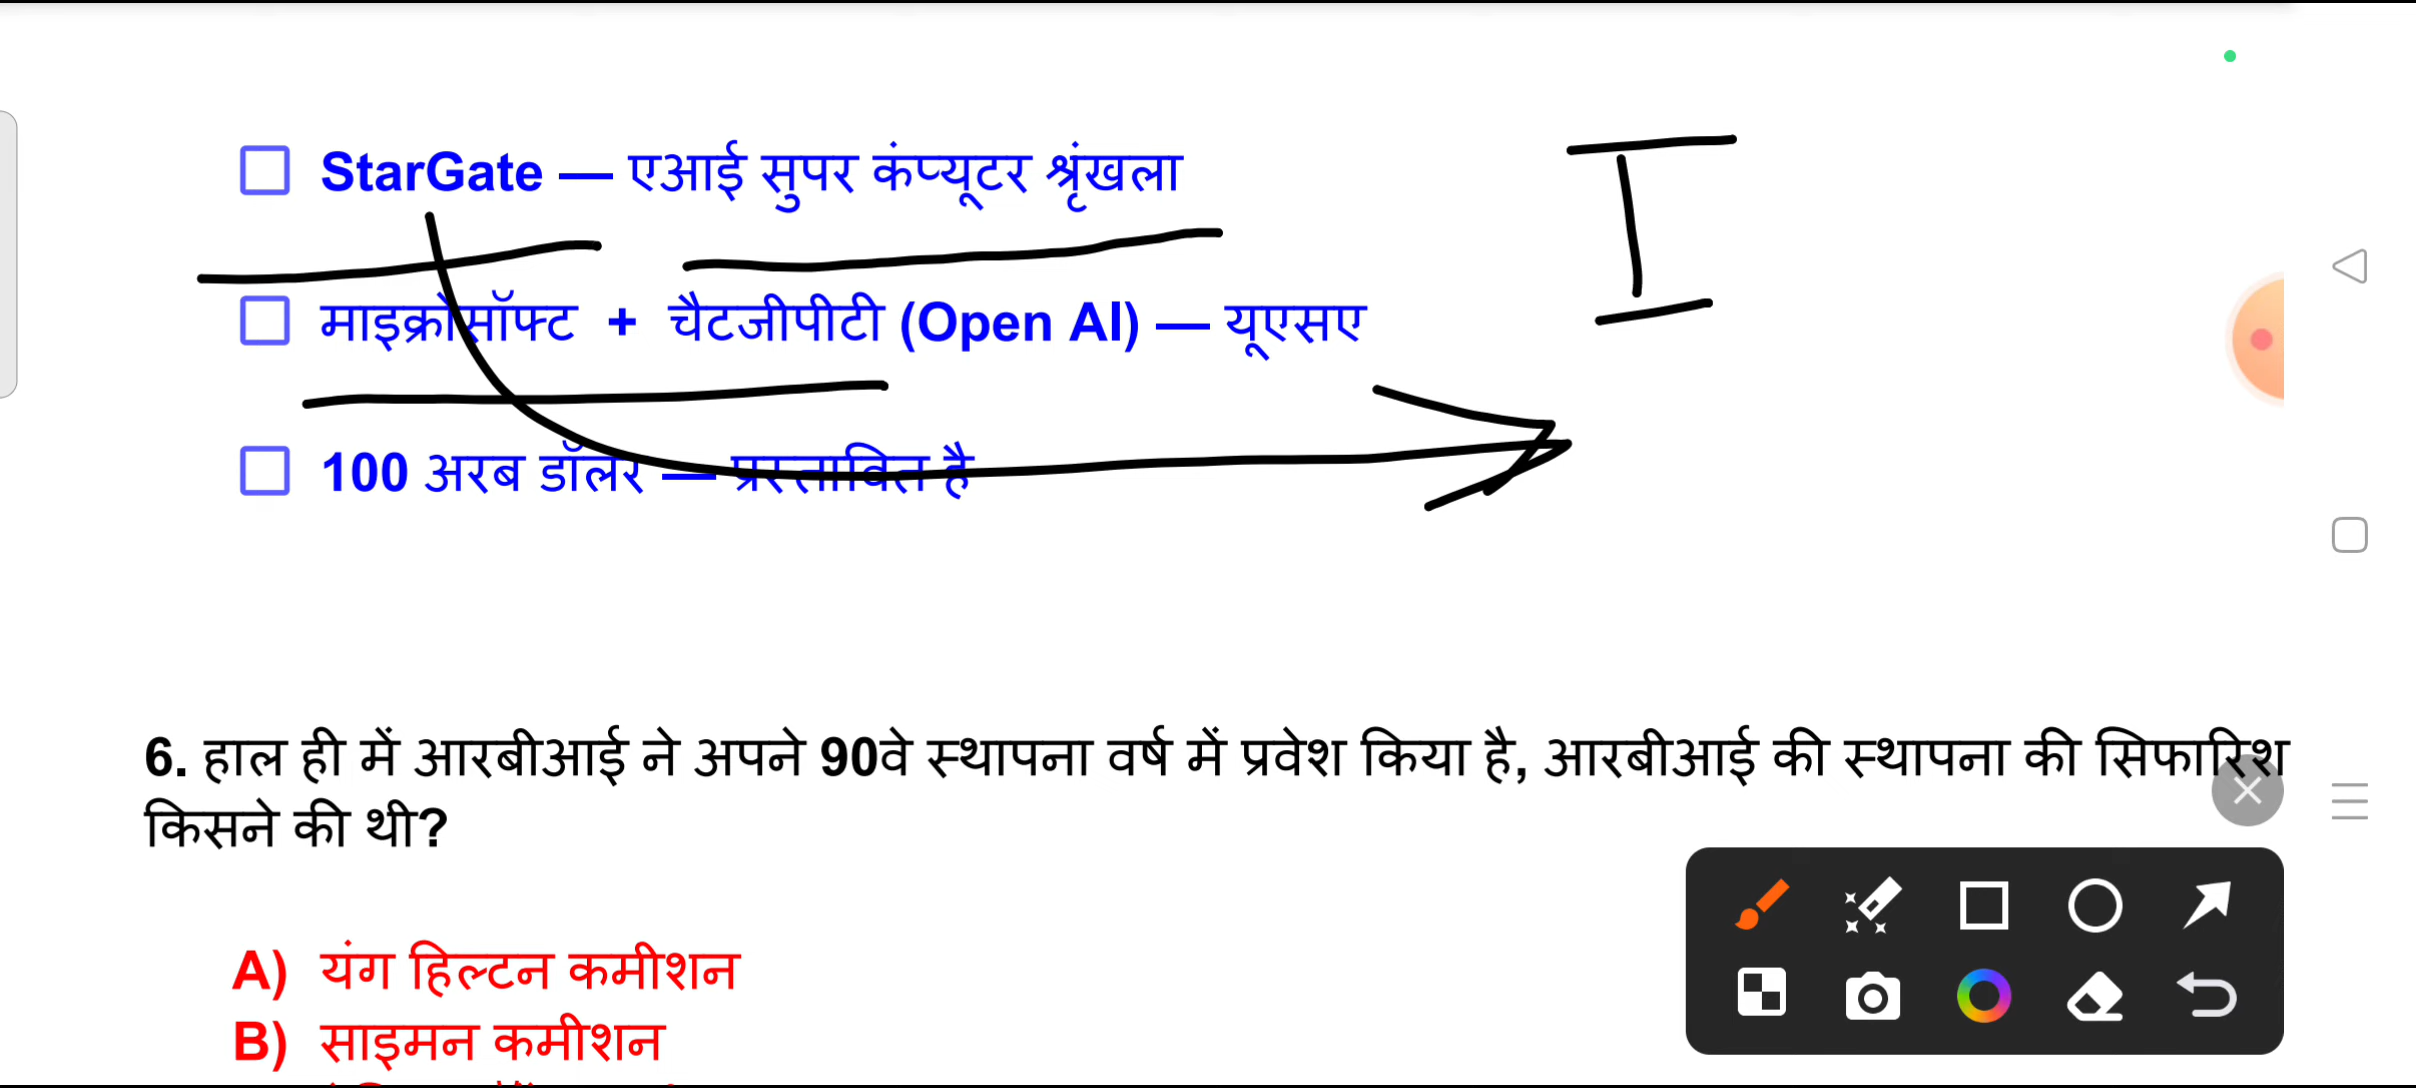 StarGate — एआई सुपर कंप्यूटर श्रृंखला
I
माइक्रोसॉफ्ट + चैटजीपीटी (Open AI) — यूएसए
100 अरब डॉलर — प्रस्तावित है
6. हाल ही में आरबीआई ने अपने 90वे स्थापना वर्ष में प्रवेश किया है, आरबीआई की स्थापना की सिफारिश
किसने की थी?
A) यंग हिल्टन कमीशन
B) साइमन कमीशन